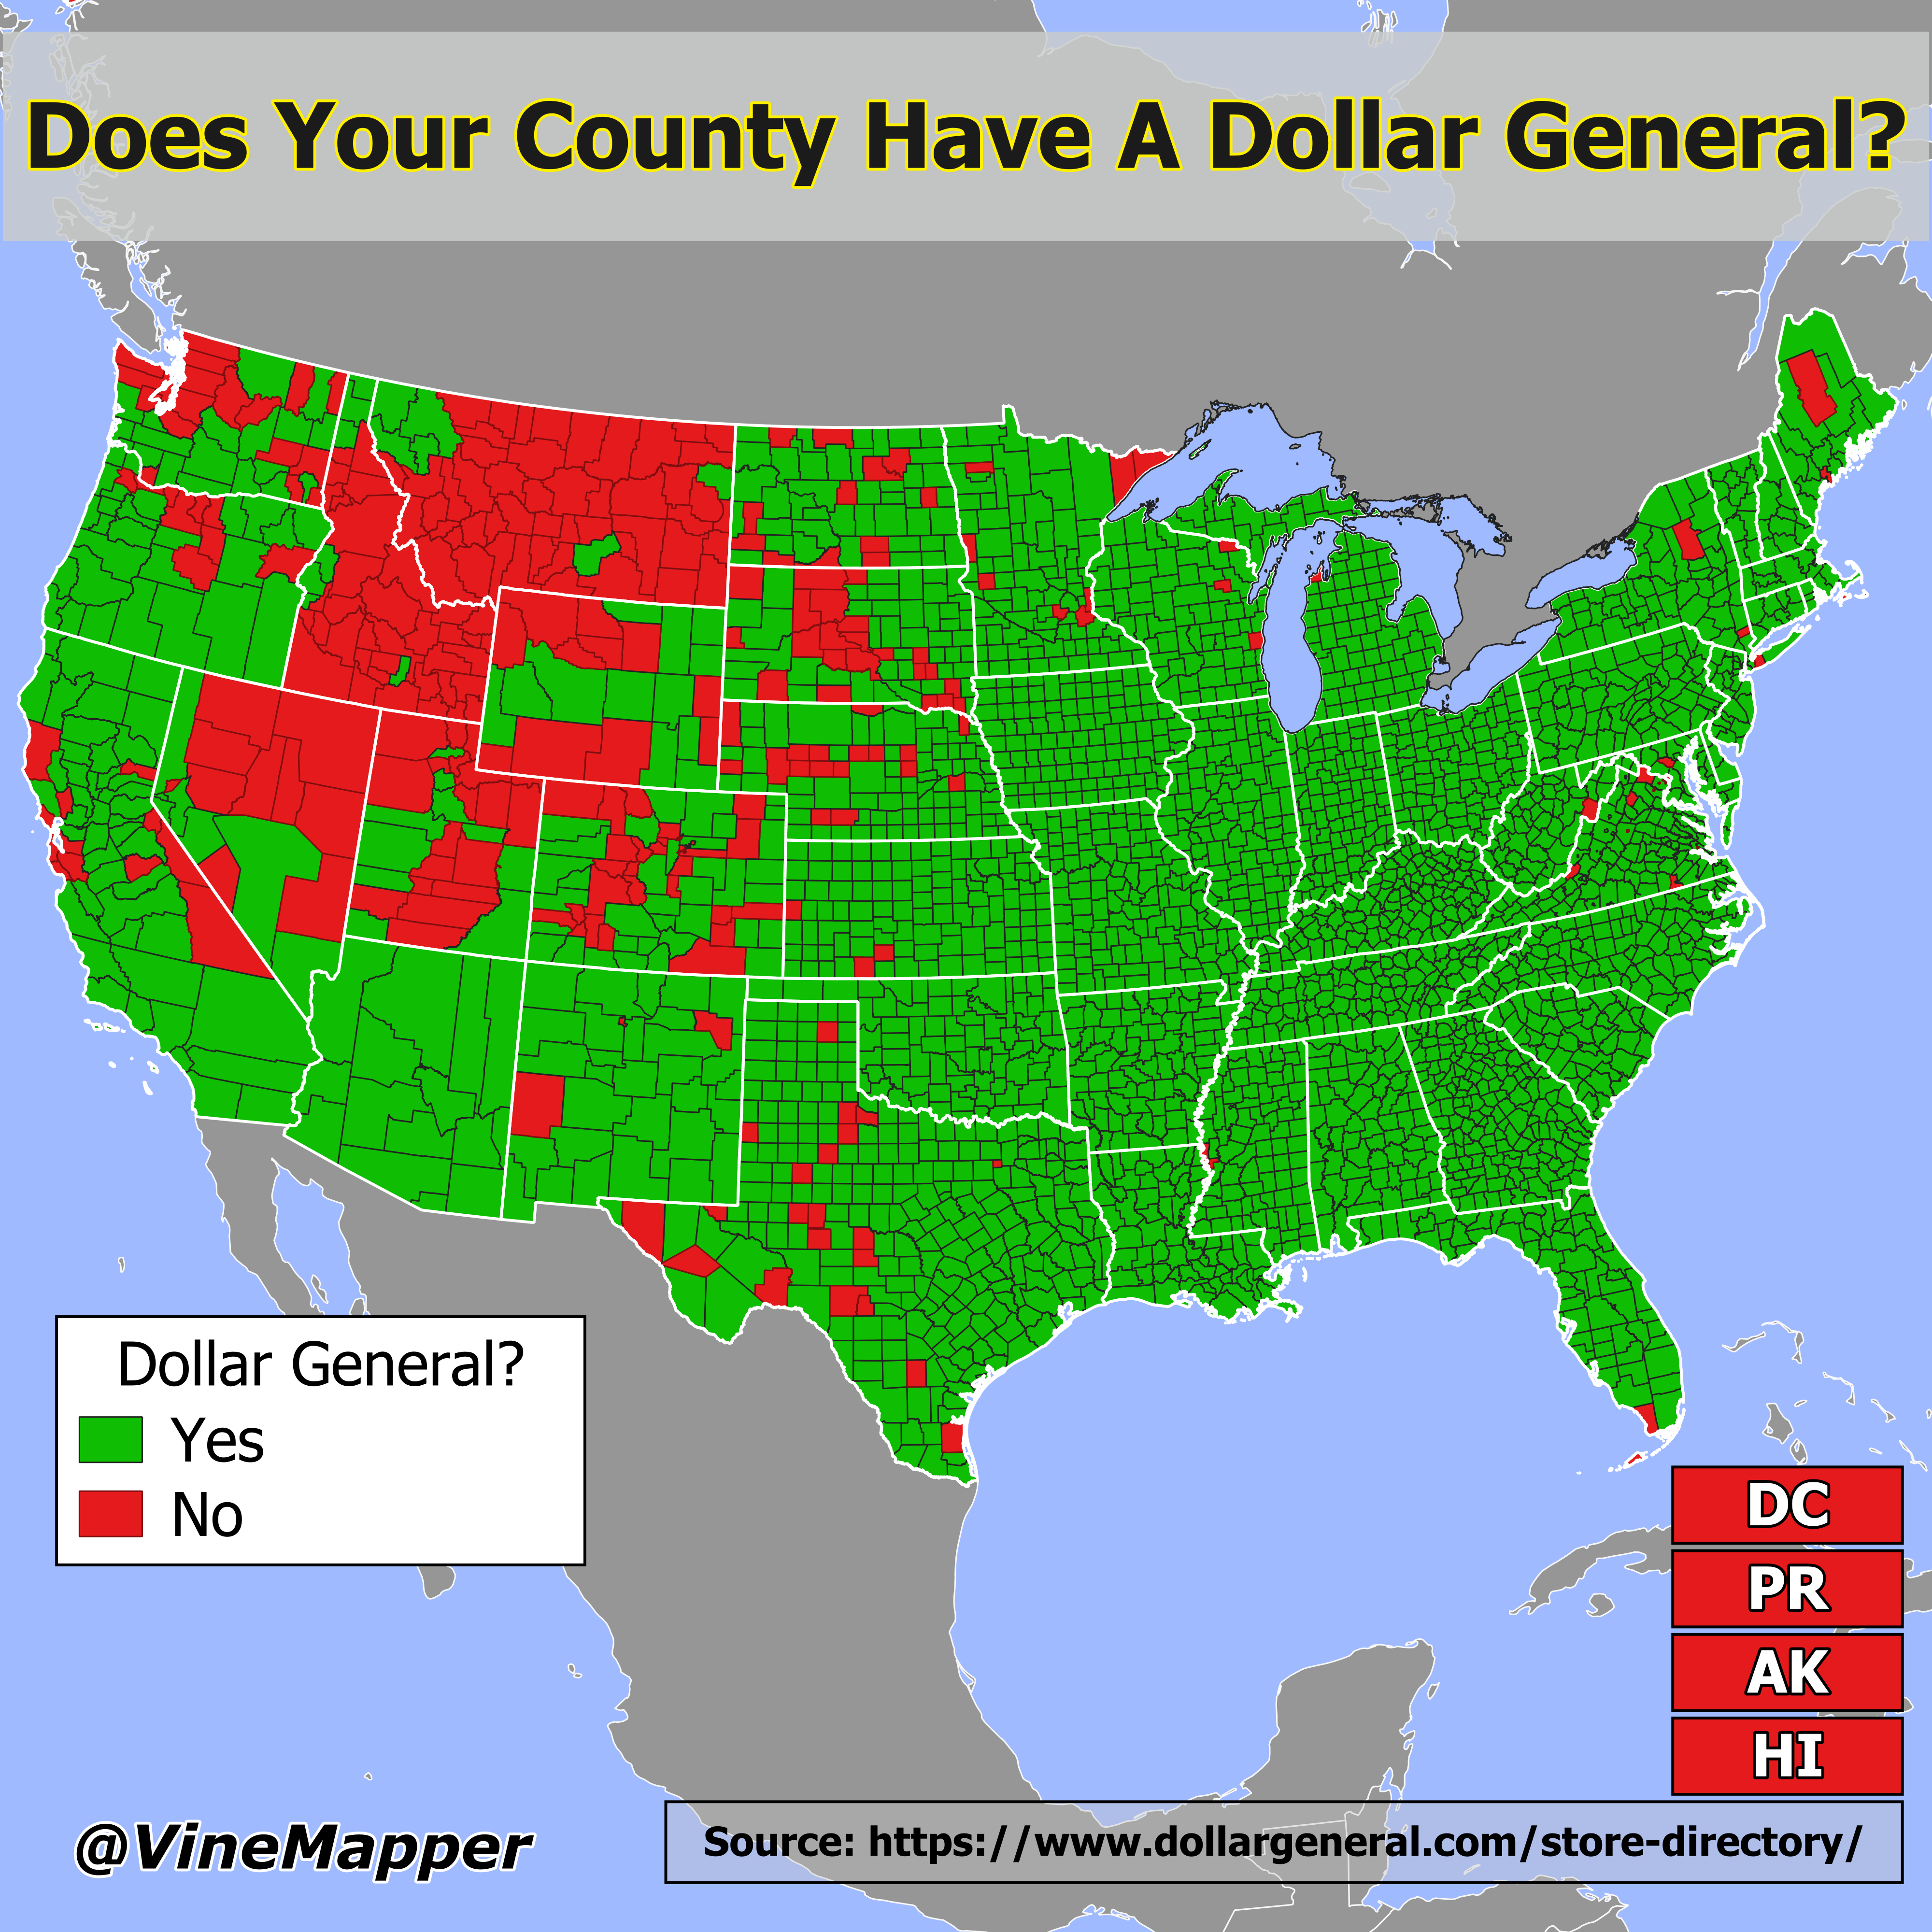 Does Your County Have A Dollar General?
Dollar General?
Yes
No
DC
PR
AK
HI
@VineMapper
Source: https://www.dollargeneral.com/store-directory/